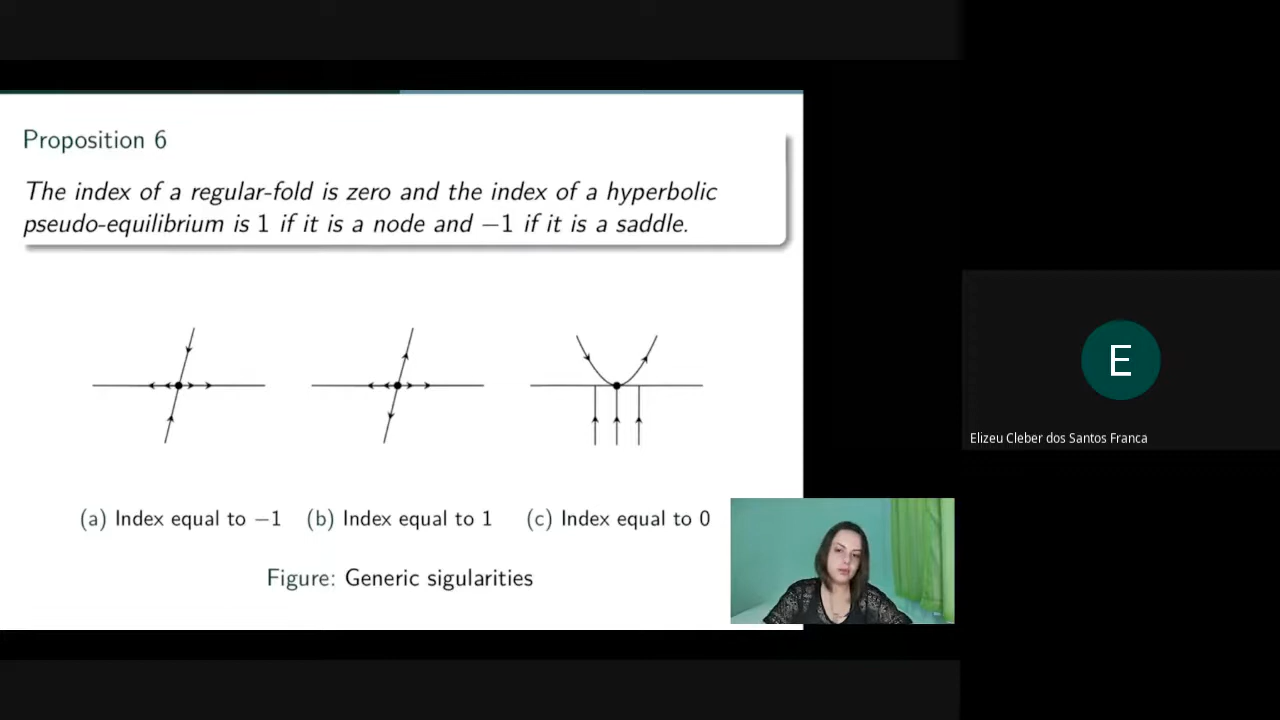 Proposition 6
The index of a regular-fold is zero and the index of a hyperbolic
pseudo-equilibrium is 1 if it is a node and −1 if it is a saddle.
(a) Index equal to −1 (b) Index equal to 1 (c) Index equal to 0
Figure: Generic sigularities
E
Elizeu Cleber dos Santos Franca